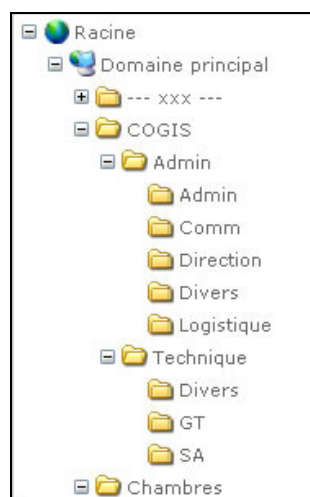 Racine
Domaine principal
--- xxx ---
COGIS
Admin
Admin
Comm
Direction
Divers
Logistique
Technique
Divers
GT
SA
Chambres